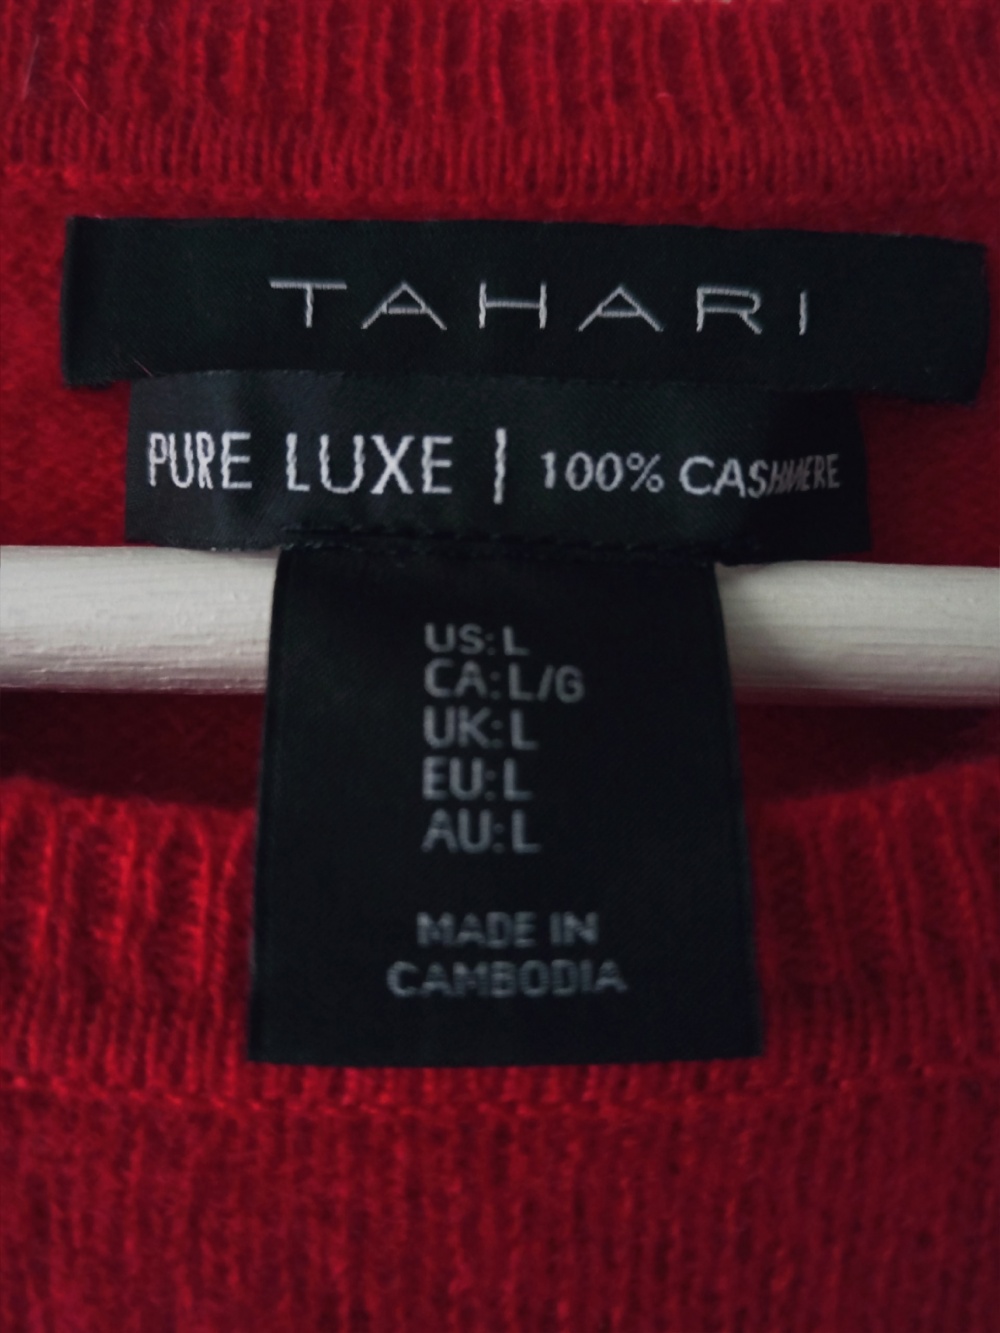 TAHARI
PURE LUXE | 100% CASHMERE
US: L
CA: L/G
UK: L
EU: L
AU: L
MADE IN
CAMBODIA